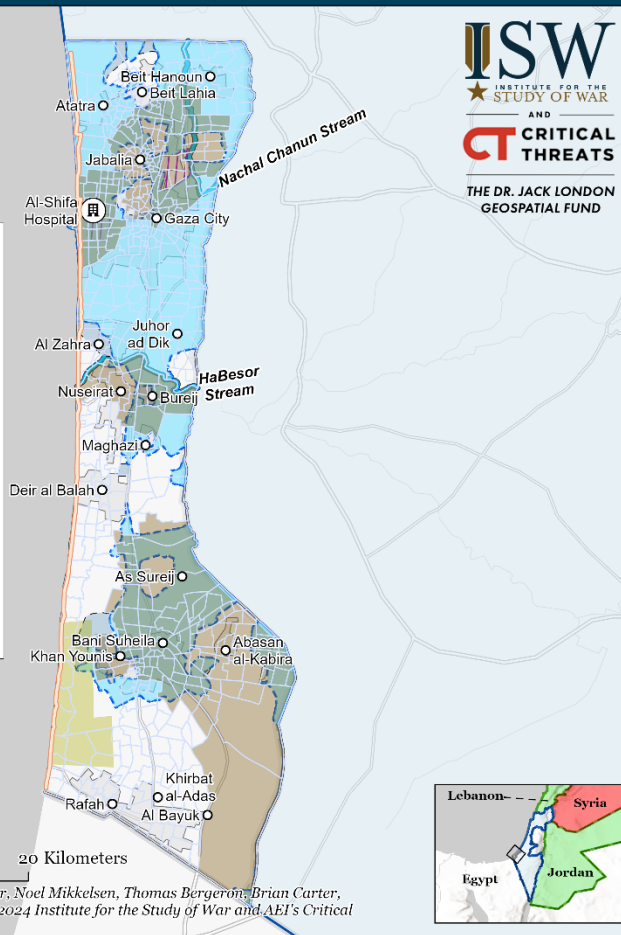 ISW
INSTITUTE FOR THE
STUDY OF WAR
AND
CT CRITICAL
THREATS
THE DR. JACK LONDON
GEOSPATIAL FUND
Beit Hanoun
Beit Lahia
Atatra
Nachal Chanun Stream
Jabalia
Al-Shifa
Hospital
Gaza City
Juhor
ad Dik
Al Zahra
HaBesor
Stream
Nuseirat
Bureij
Maghazi
Deir al Balah
As Sureij
Bani Suheila
Abasan
al-Kabira
Khan Younis
Khirbat
al-Adas
Rafah
Al Bayuk
Lebanon
Syria
Egypt
Jordan
20 Kilometers
r, Noel Mikkelsen, Thomas Bergeron, Brian Carter,
2024 Institute for the Study of War and AEI's Critical